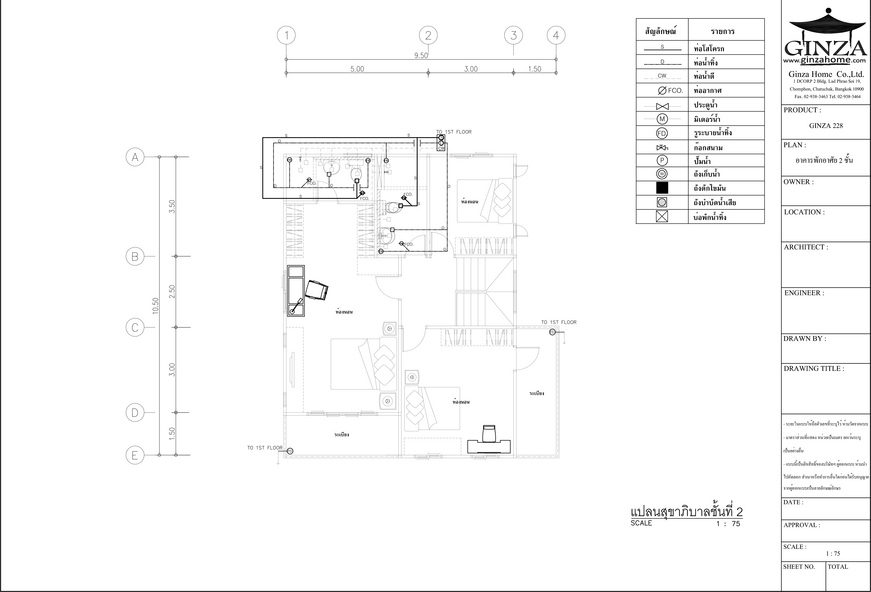 1 2 3 4
9.50
5.00 3.00 1.50
A
B
C
D
E
3.50
2.50
10.50
3.00
1.50
TO 1ST FLOOR
FCO.
FCO.
FCO.
FCO.
ห้องนอน
ห้องนอน
TO 1ST FLOOR
ห้องนอน
ระเบียง
ระเบียง
TO 1ST FLOOR
แปลนสุขาภิบาลชั้นที่ 2
SCALE 1 : 75
สัญลักษณ์ รายการ
S ท่อโสโครก
D ท่อน้ำทิ้ง
CW ท่อน้ำดี
FCO. ท่ออากาศ
ประตูน้ำ
M มิเตอร์น้ำ
FD รูระบายน้ำทิ้ง
ก๊อกสนาม
P ปั๊มน้ำ
ถังเก็บน้ำ
ถังดักไขมัน
ถังบำบัดน้ำเสีย
บ่อพักน้ำทิ้ง
GINZA
www.ginzahome.com
Ginza Home Co.,Ltd.
1 DCORP 2 Bldg. Lad Phrao Soi 19,
Chomphon, Chatuchak, Bangkok 10900
Fax. 02-938-3463 Tel. 02-938-3464
PRODUCT :
GINZA 228
PLAN :
อาคารพักอาศัย 2 ชั้น
OWNER :
LOCATION :
ARCHITECT :
ENGINEER :
DRAWN BY :
DRAWING TITLE :
DATE :
APPROVAL :
SCALE :
1 : 75
SHEET NO. TOTAL